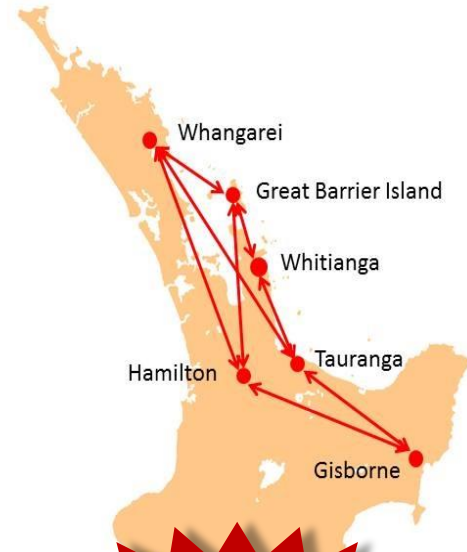 Whangarei
Great Barrier Island
Whitianga
Tauranga
Hamilton
Gisborne